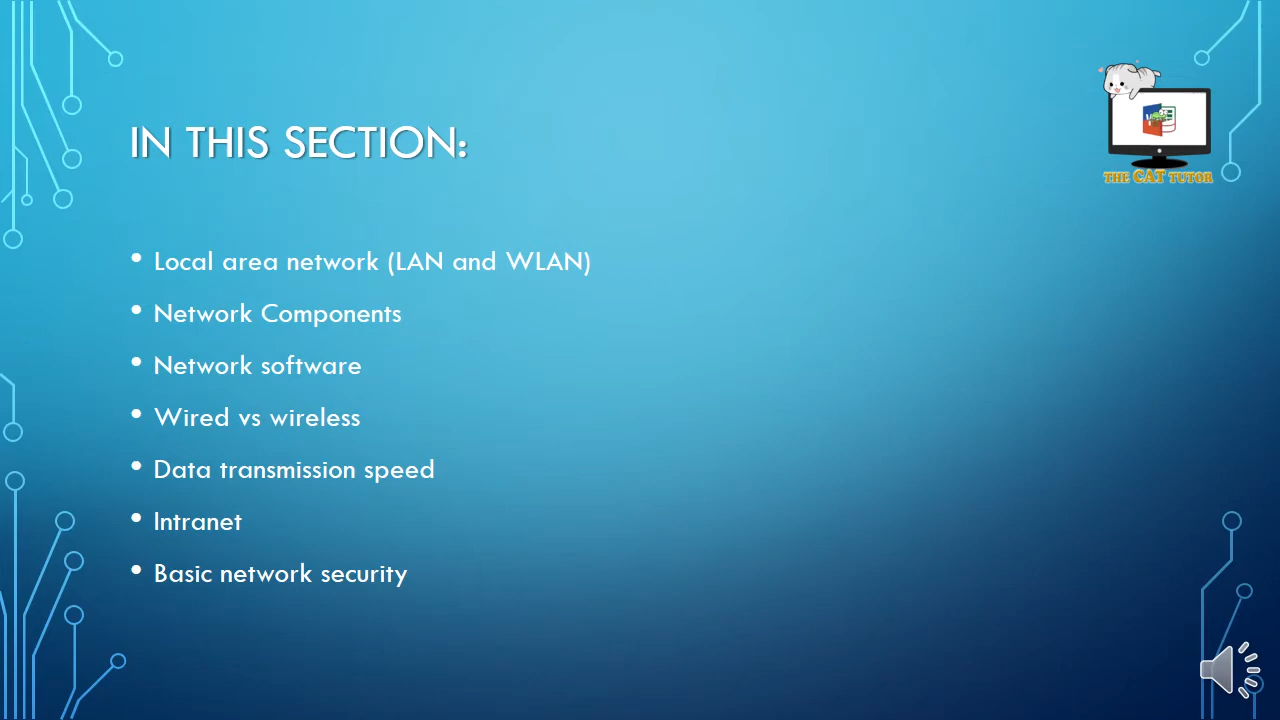 IN THIS SECTION:
THE CAT TUTOR
• Local area network (LAN and WLAN)
• Network Components
• Network software
• Wired vs wireless
• Data transmission speed
• Intranet
• Basic network security